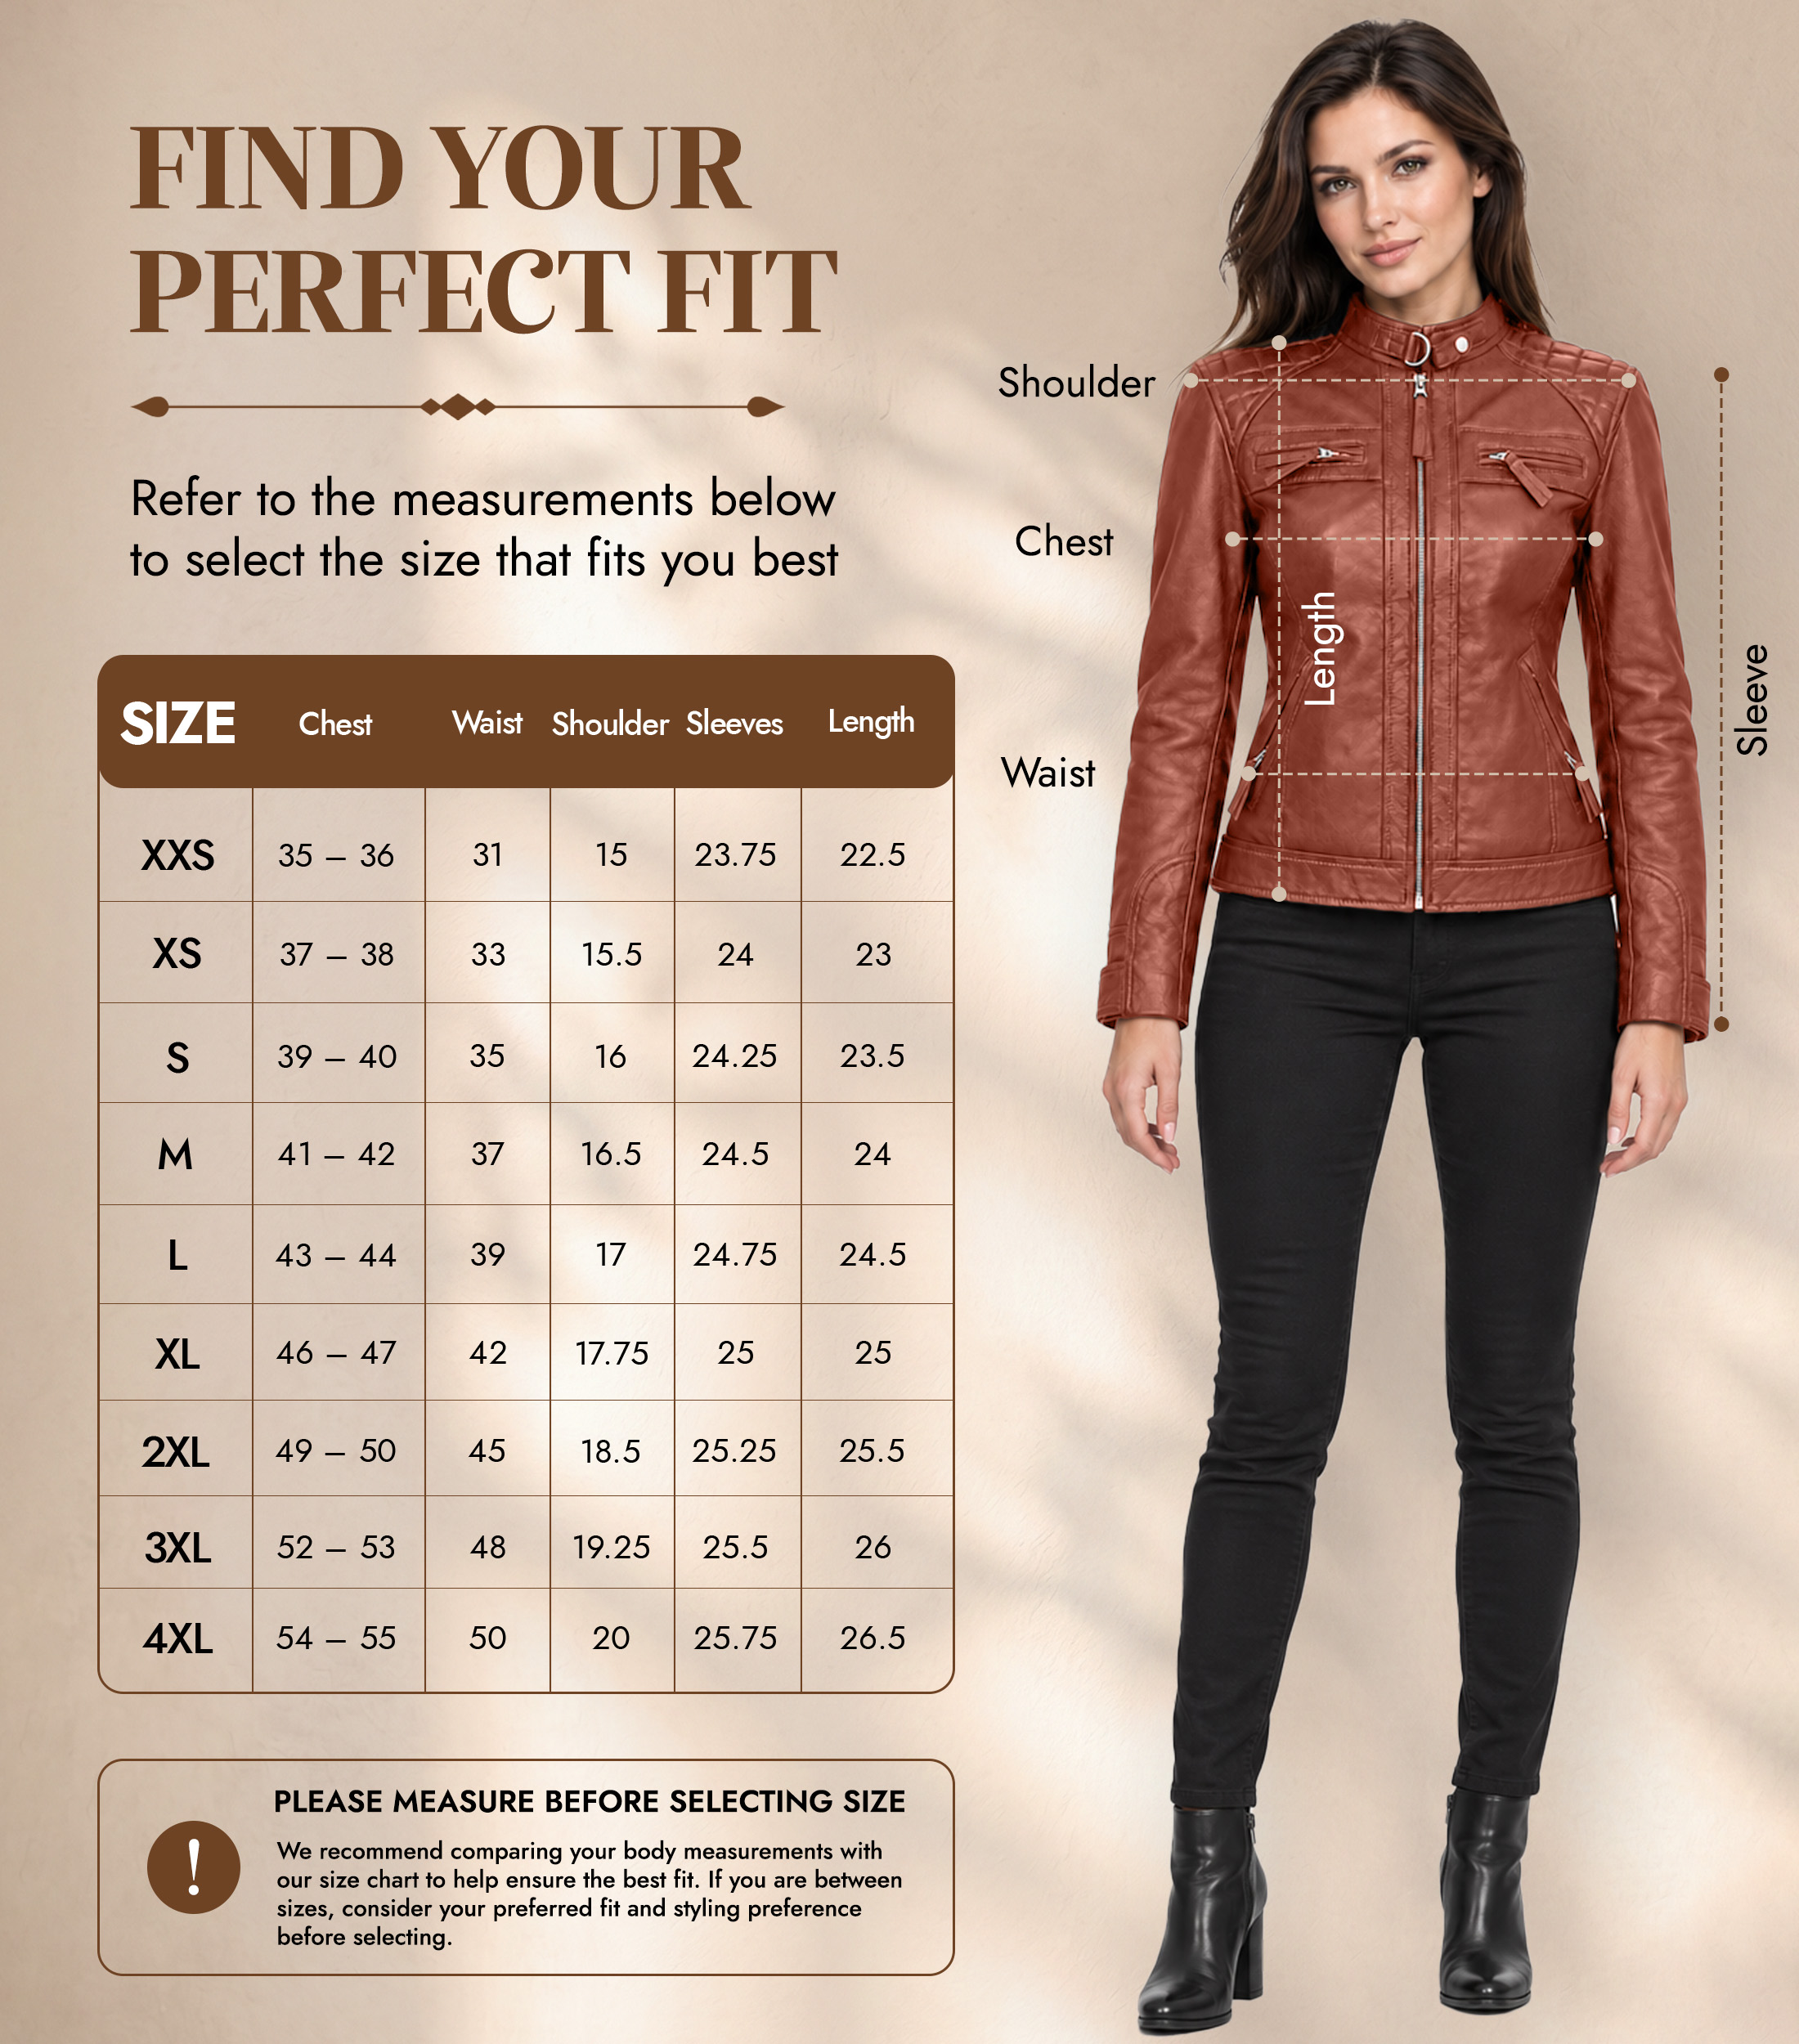 FIND YOUR
PERFECT FIT
Refer to the measurements below
to select the size that fits you best
SIZE Chest Waist Shoulder Sleeves Length
XXS 35 – 36 31 15 23.75 22.5
XS 37 – 38 33 15.5 24 23
S 39 – 40 35 16 24.25 23.5
M 41 – 42 37 16.5 24.5 24
L 43 – 44 39 17 24.75 24.5
XL 46 – 47 42 17.75 25 25
2XL 49 – 50 45 18.5 25.25 25.5
3XL 52 – 53 48 19.25 25.5 26
4XL 54 – 55 50 20 25.75 26.5
!
PLEASE MEASURE BEFORE SELECTING SIZE
We recommend comparing your body measurements with
our size chart to help ensure the best fit. If you are between
sizes, consider your preferred fit and styling preference
before selecting.
Shoulder
Chest
Length
Waist
Sleeve